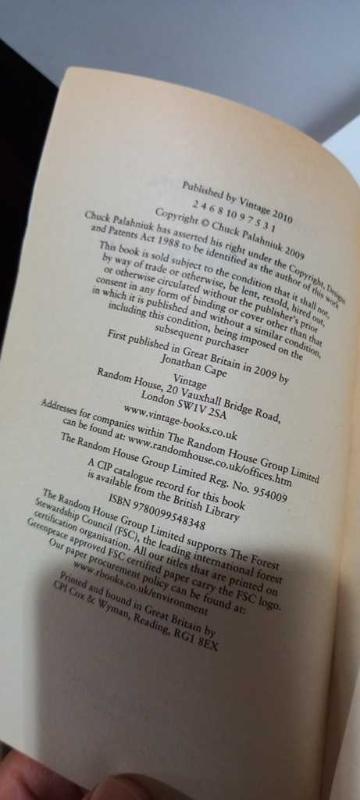 Published by Vintage 2010
2 4 6 8 10 9 7 5 3 1
Copyright © Chuck Palahniuk 2009
Chuck Palahniuk has asserted his right under the Copyright, Designs
and Patents Act 1988 to be identified as the author of this work
This book is sold subject to the condition that it shall not,
by way of trade or otherwise, be lent, resold, hired out,
or otherwise circulated without the publisher's prior
consent in any form of binding or cover other than that
in which it is published and without a similar condition,
including this condition, being imposed on the
subsequent purchaser
First published in Great Britain in 2009 by
Jonathan Cape
Vintage
Random House, 20 Vauxhall Bridge Road,
London SW1V 2SA
www.vintage-books.co.uk
Addresses for companies within The Random House Group Limited
can be found at: www.randomhouse.co.uk/offices.htm
The Random House Group Limited Reg. No. 954009
A CIP catalogue record for this book
is available from the British Library
ISBN 9780099548348
The Random House Group Limited supports The Forest
Stewardship Council (FSC), the leading international forest
certification organisation. All our titles that are printed on
Greenpeace approved FSC certified paper carry the FSC logo.
Our paper procurement policy can be found at:
www.rbooks.co.uk/environment
Printed and bound in Great Britain by
CPI Cox & Wyman, Reading, RG1 8EX